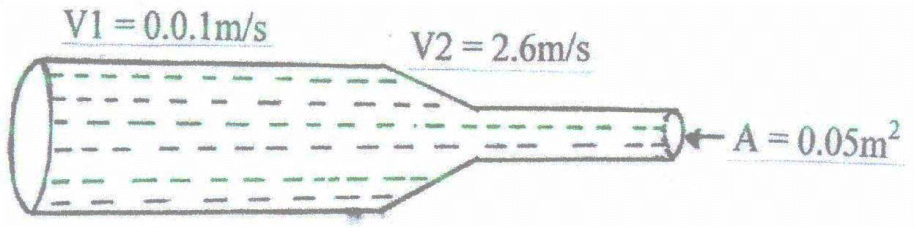 V1 = 0.0.1m/s
V2 = 2.6m/s
A = 0.05m²